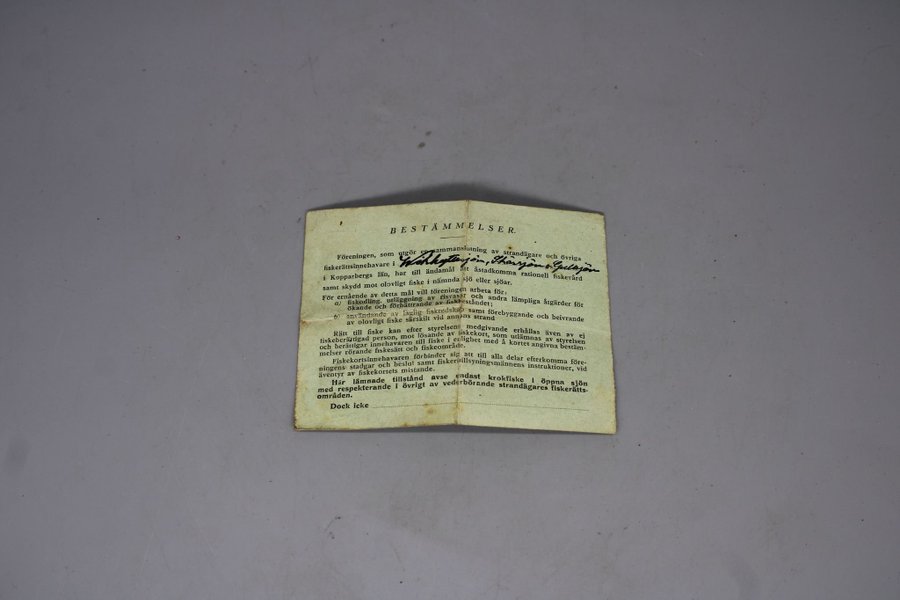 BESTÄMMELSER.
Föreningen, som utgör en sammanslutning av strandägare och övriga
fiskerättsinnehavare i
i Kopparbergs län, har till ändamål att åstadkomma rationell fiskevård
samt skydd mot olovligt fiske i nämnda sjö eller sjöar.
För ernående av detta mål vill föreningen arbeta för:
a) fiskodling, utläggning av risvasar och andra lämpliga åtgärder för
ökande och förbättrande av fiskbeståndet;
b) användande av laglig fiskredskap samt förebyggande och beivrande
av olovligt fiske särskilt vid annans strand
Rätt till fiske kan efter styrelsens medgivande erhållas även av ej
fiskeberättigad person, mot lösande av fiskekort, som utlämnas av styrelsen
och berättigar innehavaren till fiske i enlighet med å kortet angivna bestäm-
melser rörande fiskesätt och fiskeområde.
Fiskekortsinnehavaren förbinder sig att till alla delar efterkomma före-
ningens stadgar och beslut samt fisketillsyningsmännens instruktioner, vid
äventyr av fiskekortets mistande.
Här lämnade tillstånd avse endast krokfiske i öppna sjön
med respekterande i övrigt av vederbörande strandägares fiskerätts-
områden.
Dock icke